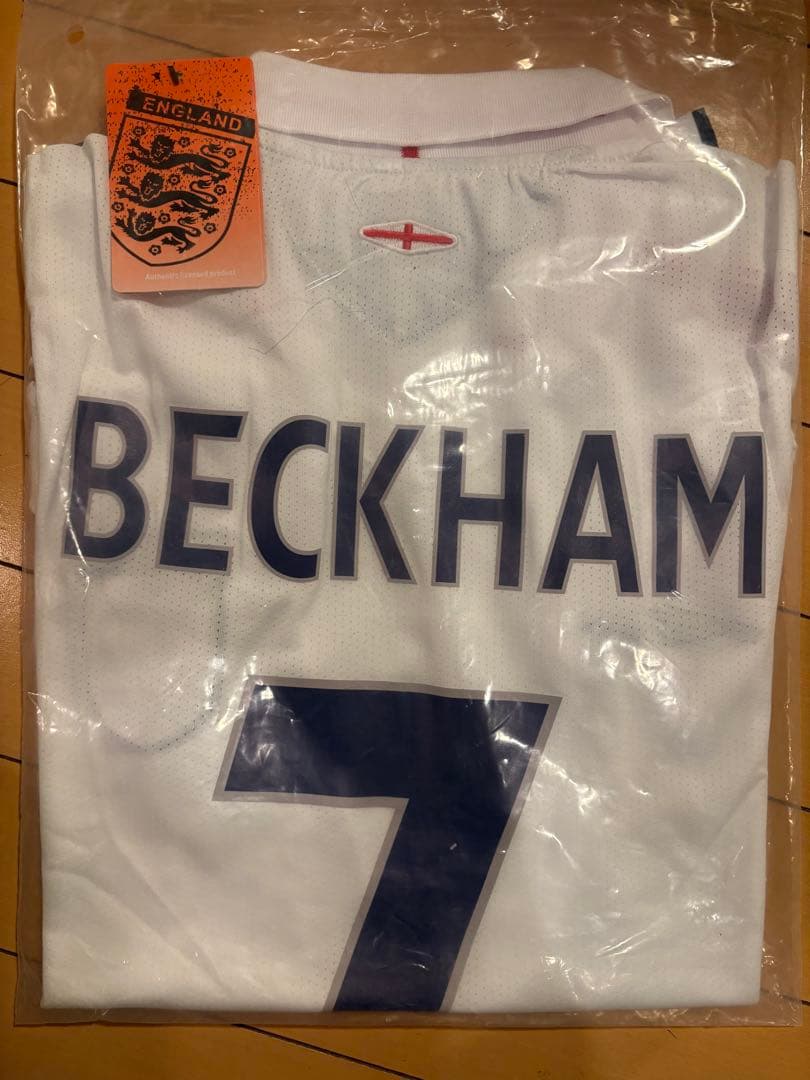 ENGLAND
Authentic licensed product
BECKHAM
7